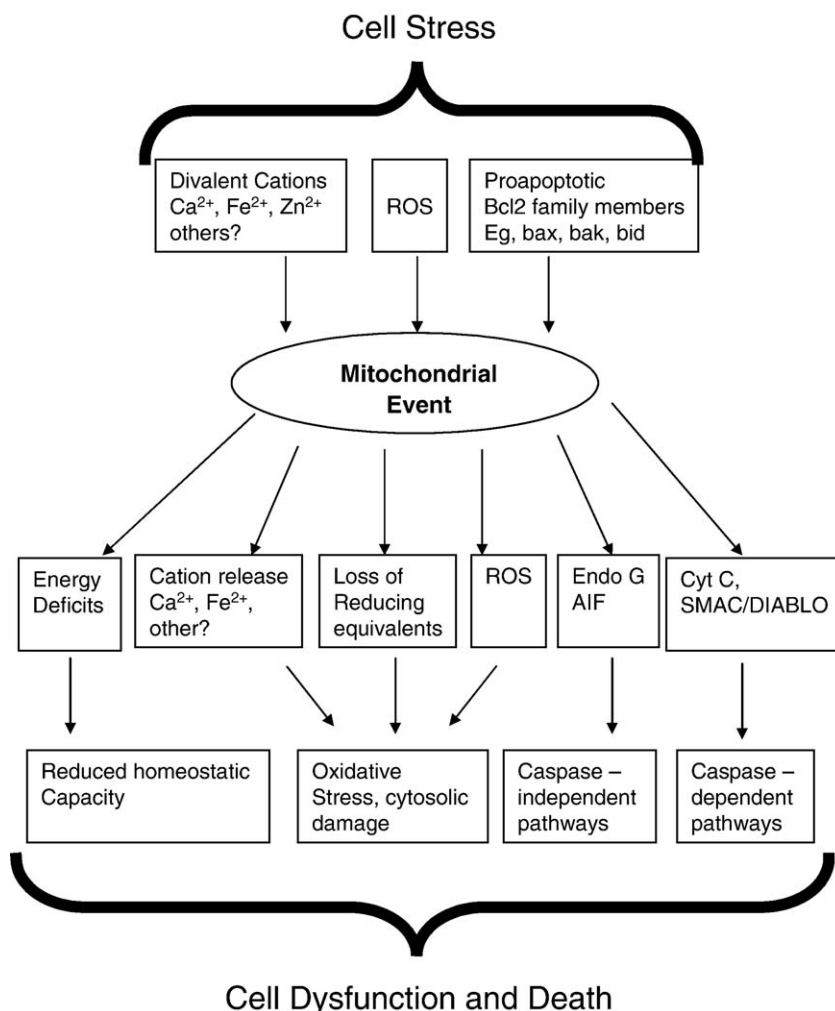 Cell Stress
Divalent Cations
Ca²⁺, Fe²⁺, Zn²⁺
others?
ROS
Proapoptotic
Bcl2 family members
Eg, bax, bak, bid
Mitochondrial
Event
Energy
Deficits
Cation release
Ca²⁺, Fe²⁺,
other?
Loss of
Reducing
equivalents
ROS
Endo G
AIF
Cyt C,
SMAC/DIABLO
Reduced homeostatic
Capacity
Oxidative
Stress, cytosolic
damage
Caspase –
independent
pathways
Caspase –
dependent
pathways
Cell Dysfunction and Death